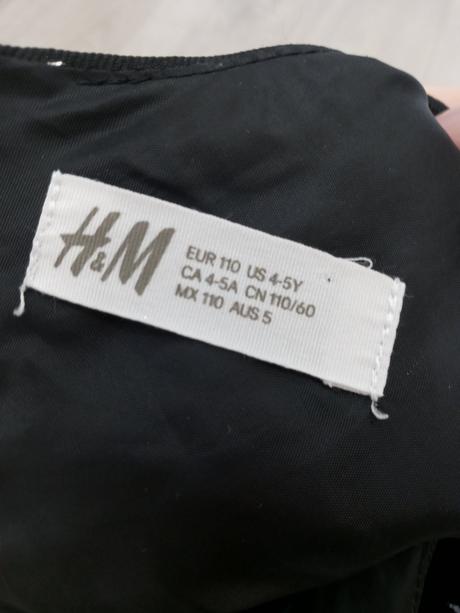 H&M
EUR 110 US 4-5Y
CA 4-5A CN 110/60
MX 110 AUS 5